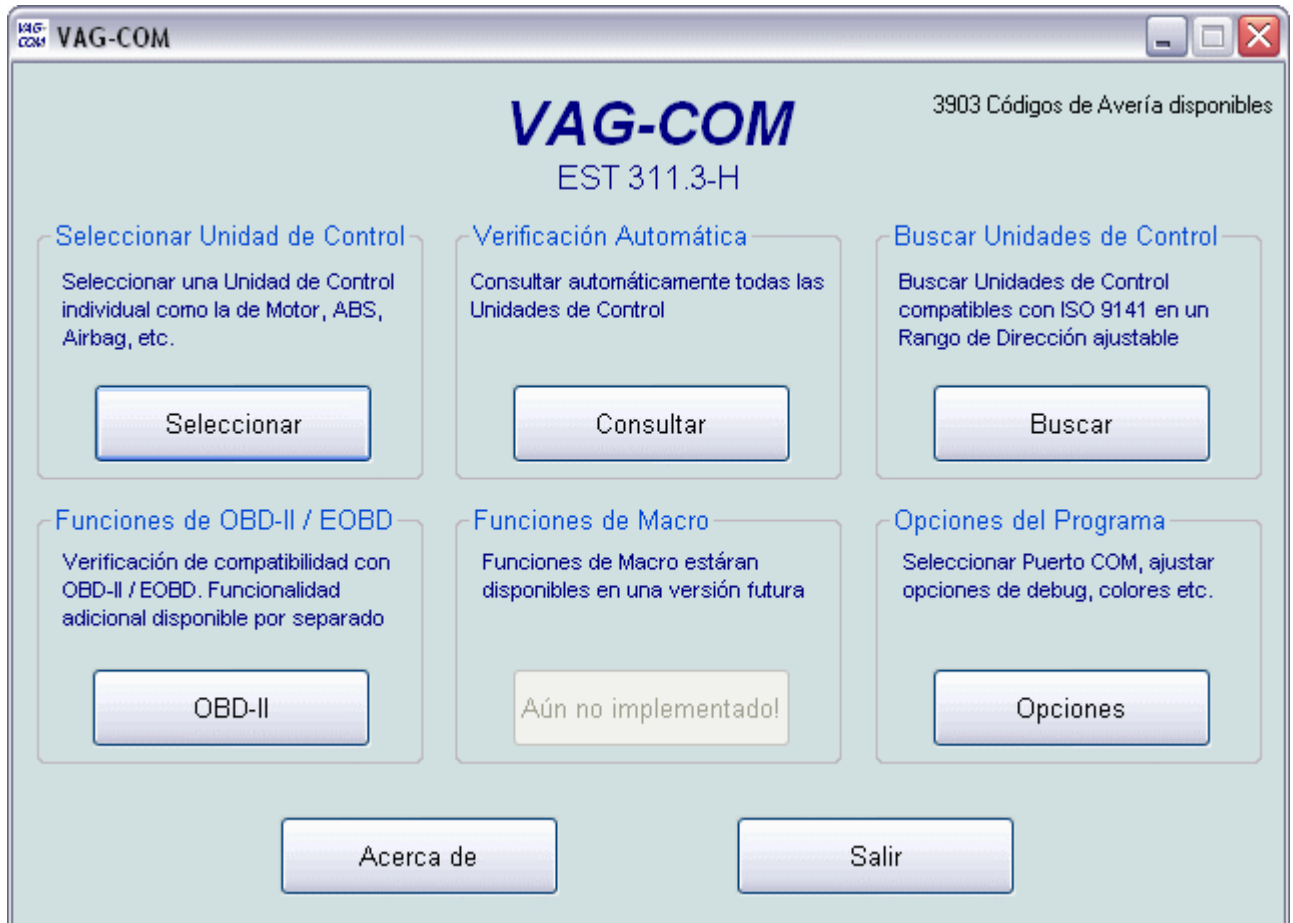 VAG-COM
VAG-COM
3903 Códigos de Avería disponibles
VAG-COM
EST 311.3-H
Seleccionar Unidad de Control
Seleccionar una Unidad de Control
individual como la de Motor, ABS,
Airbag, etc.
Seleccionar
Verificación Automática
Consultar automáticamente todas las
Unidades de Control
Consultar
Buscar Unidades de Control
Buscar Unidades de Control
compatibles con ISO 9141 en un
Rango de Dirección ajustable
Buscar
Funciones de OBD-II / EOBD
Verificación de compatibilidad con
OBD-II / EOBD. Funcionalidad
adicional disponible por separado
OBD-II
Funciones de Macro
Funciones de Macro estáran
disponibles en una versión futura
Aún no implementado!
Opciones del Programa
Seleccionar Puerto COM, ajustar
opciones de debug, colores etc.
Opciones
Acerca de
Salir